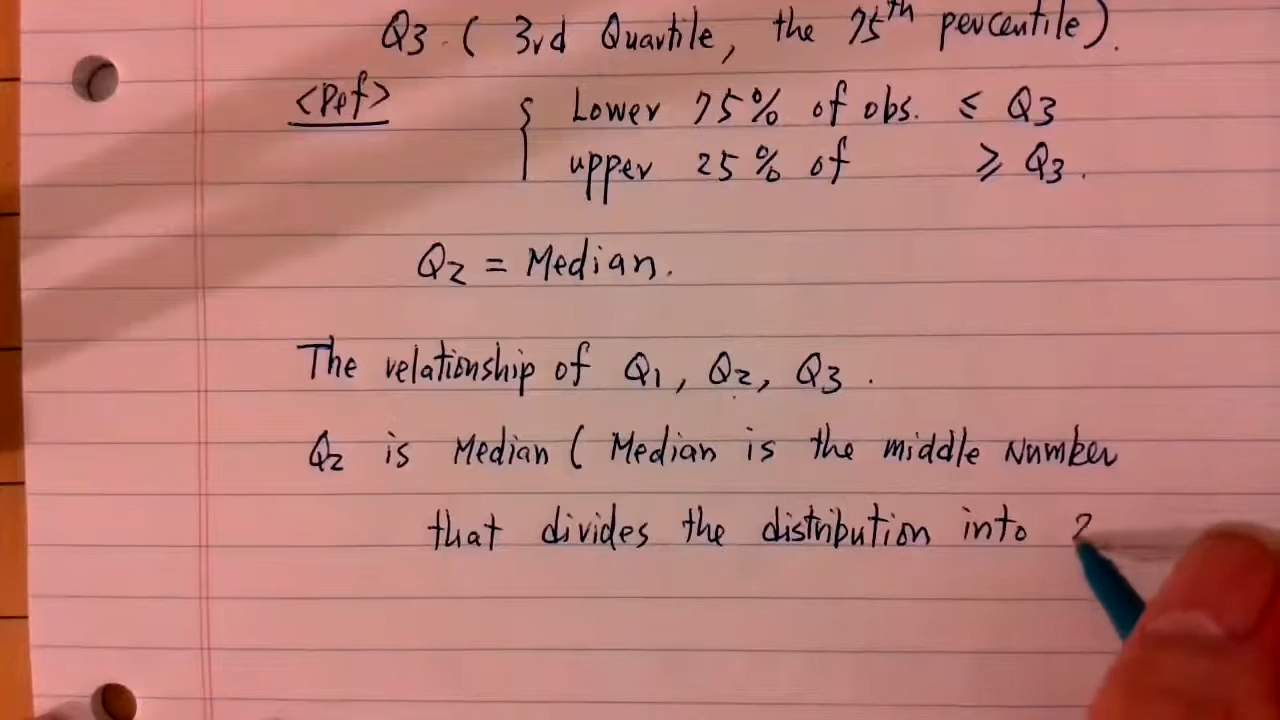 Q3 ( 3rd Quartile, the 75th percentile).
<Def>
Lower 75% of obs. ≤ Q3
upper 25% of ≥ Q3.
Q2 = Median.
The relationship of Q1, Q2, Q3.
Q2 is Median ( Median is the middle Number
that divides the distribution into 2